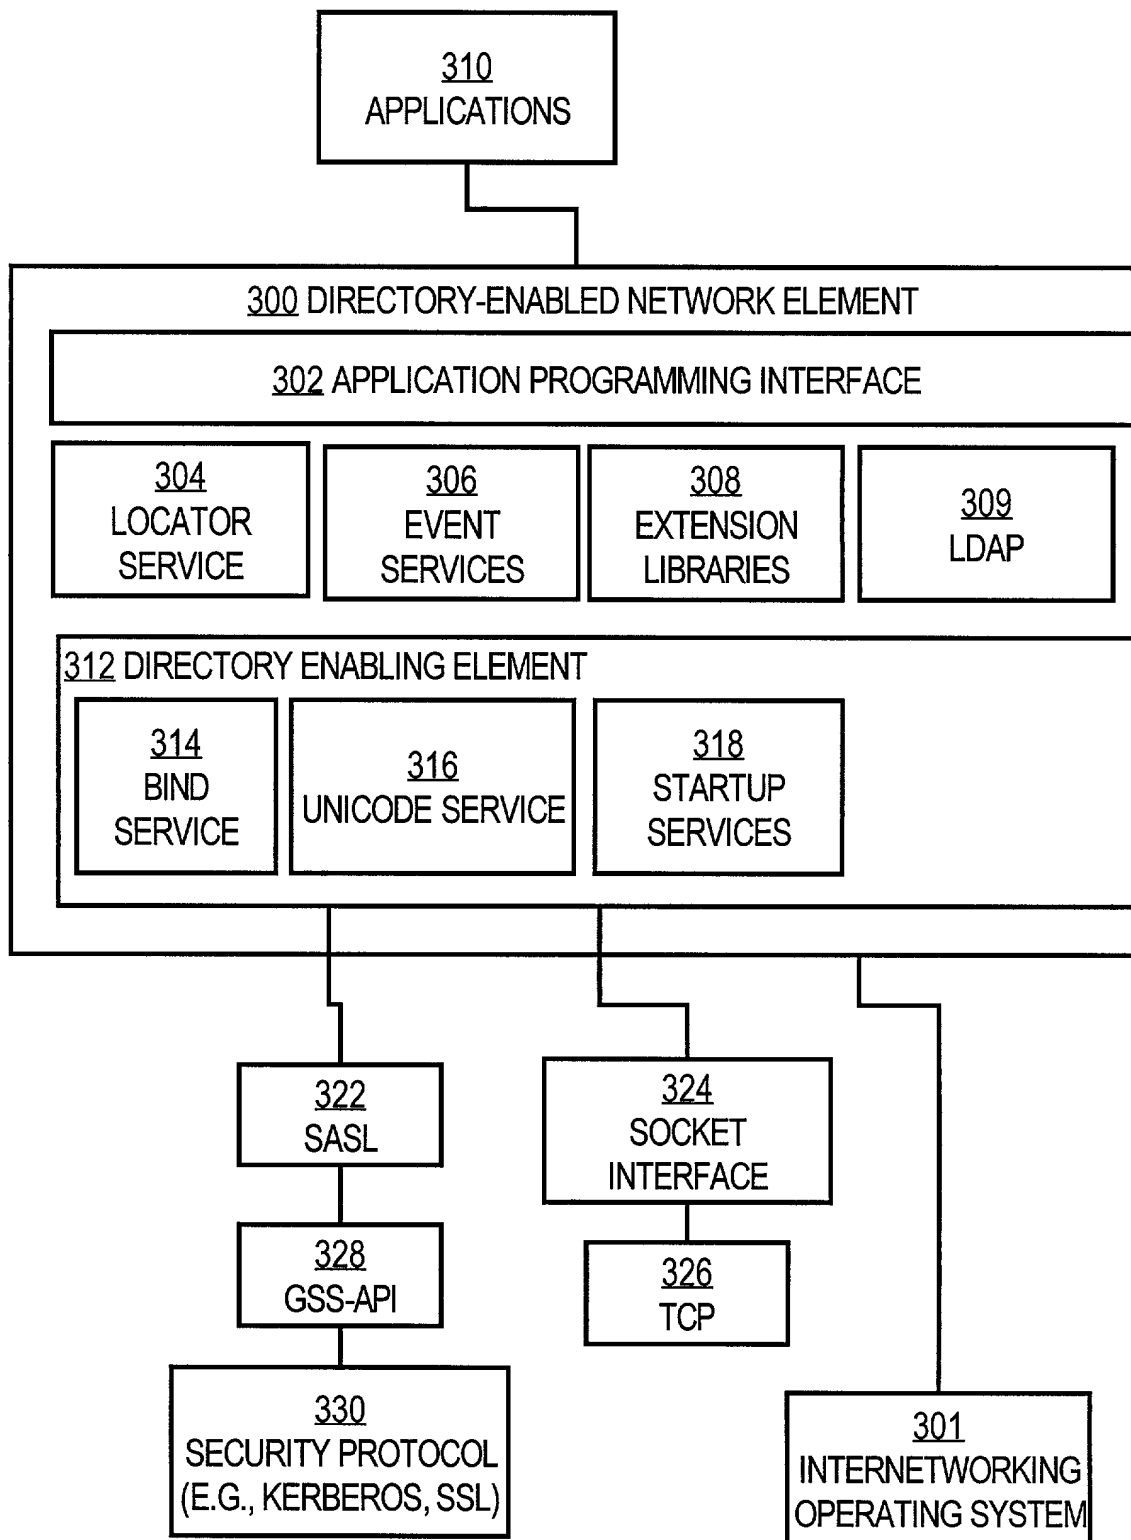 310
APPLICATIONS
300 DIRECTORY-ENABLED NETWORK ELEMENT
302 APPLICATION PROGRAMMING INTERFACE
304
LOCATOR
SERVICE
306
EVENT
SERVICES
308
EXTENSION
LIBRARIES
309
LDAP
312 DIRECTORY ENABLING ELEMENT
314
BIND
SERVICE
316
UNICODE SERVICE
318
STARTUP
SERVICES
322
SASL
324
SOCKET
INTERFACE
328
GSS-API
326
TCP
330
SECURITY PROTOCOL
(E.G., KERBEROS, SSL)
301
INTERNETWORKING
OPERATING SYSTEM